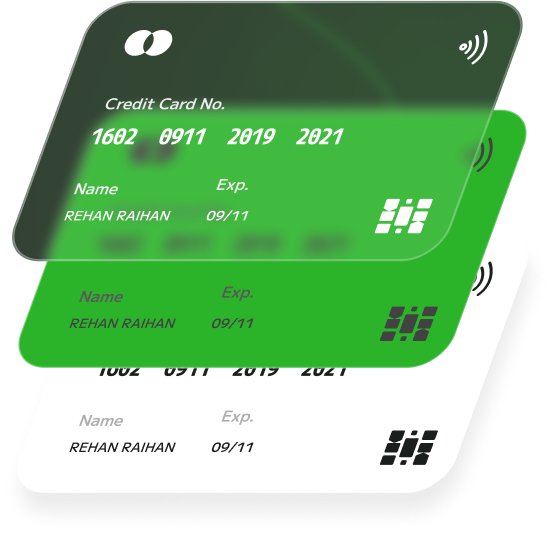 Credit Card No.
1602 0911 2019 2021
Name Exp.
REHAN RAIHAN 09/11
Name Exp.
REHAN RAIHAN 09/11
1602 0911 2019 2021
Name Exp.
REHAN RAIHAN 09/11